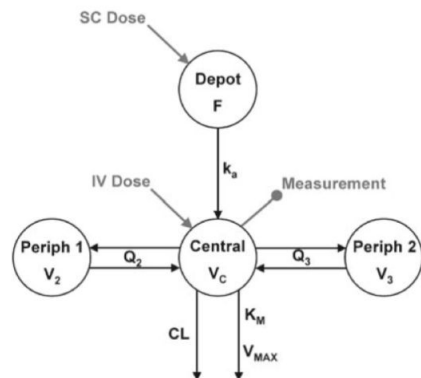 SC Dose
Depot
F
k_a
IV Dose
Measurement
Periph 1
V_2
Q_2
Central
V_C
Q_3
Periph 2
V_3
CL
K_M
V_MAX